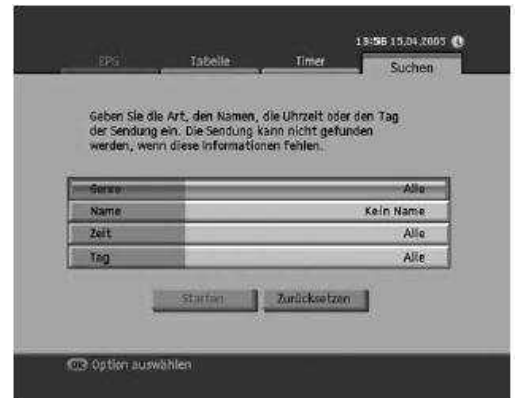 13:56 15.04.2005
EPG Tabelle Timer Suchen
Geben Sie die Art, den Namen, die Uhrzeit oder den Tag
der Sendung ein. Die Sendung kann nicht gefunden
werden, wenn diese Informationen fehlen.
Genre Alle
Name Kein Name
Zeit Alle
Tag Alle
Starten Zurücksetzen
OK Option auswählen